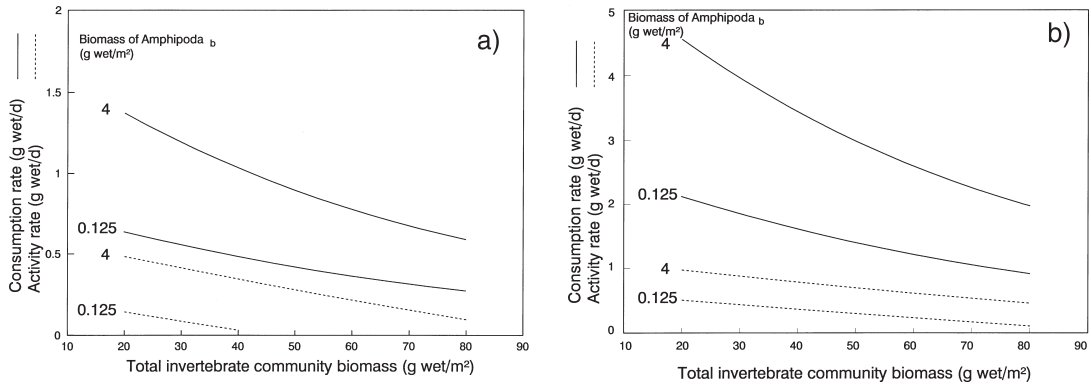 2
1.5
1
0.5
0
10 20 30 40 50 60 70 80 90
Biomass of Amphipoda b
(g wet/m²)
a)
4
0.125
4
0.125
Consumption rate (g wet/d)
Activity rate (g wet/d)
Total invertebrate community biomass (g wet/m²)
5
4
3
2
1
0
10 20 30 40 50 60 70 80 90
Biomass of Amphipoda b
(g wet/m²)
b)
4
0.125
4
0.125
Consumption rate (g wet/d)
Activity rate (g wet/d)
Total invertebrate community biomass (g wet/m²)